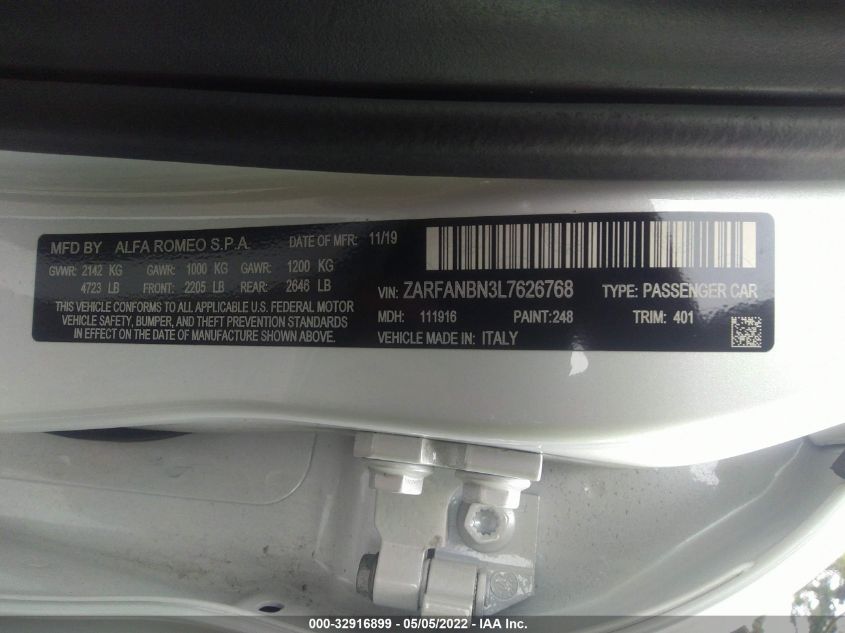 MFD BY ALFA ROMEO S.P.A. DATE OF MFR: 11/19
GVWR: 2142 KG GAWR: 1000 KG GAWR: 1200 KG
4723 LB FRONT: 2205 LB REAR: 2646 LB
THIS VEHICLE CONFORMS TO ALL APPLICABLE U.S. FEDERAL MOTOR
VEHICLE SAFETY, BUMPER, AND THEFT PREVENTION STANDARDS
IN EFFECT ON THE DATE OF MANUFACTURE SHOWN ABOVE.
VIN: ZARFANBN3L7626768 TYPE: PASSENGER CAR
MDH: 111916 PAINT:248 TRIM: 401
VEHICLE MADE IN: ITALY
000-32916899 - 05/05/2022 - IAA Inc.